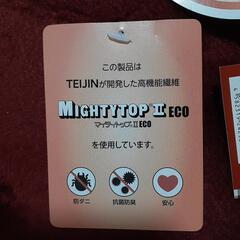 この製品は
TEIJINが開発した高機能繊維
MIGHTYTOP II ECO
マイティトップ®II ECO
を使用しています。
防ダニ
抗菌防臭
安心